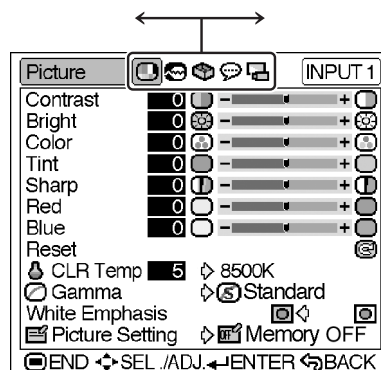 Picture INPUT 1
Contrast 0 - +
Bright 0 - +
Color 0 - +
Tint 0 - +
Sharp 0 - +
Red 0 - +
Blue 0 - +
Reset
CLR Temp 5 8500K
Gamma S Standard
White Emphasis
Picture Setting OFF Memory OFF
END SEL./ADJ. ENTER BACK